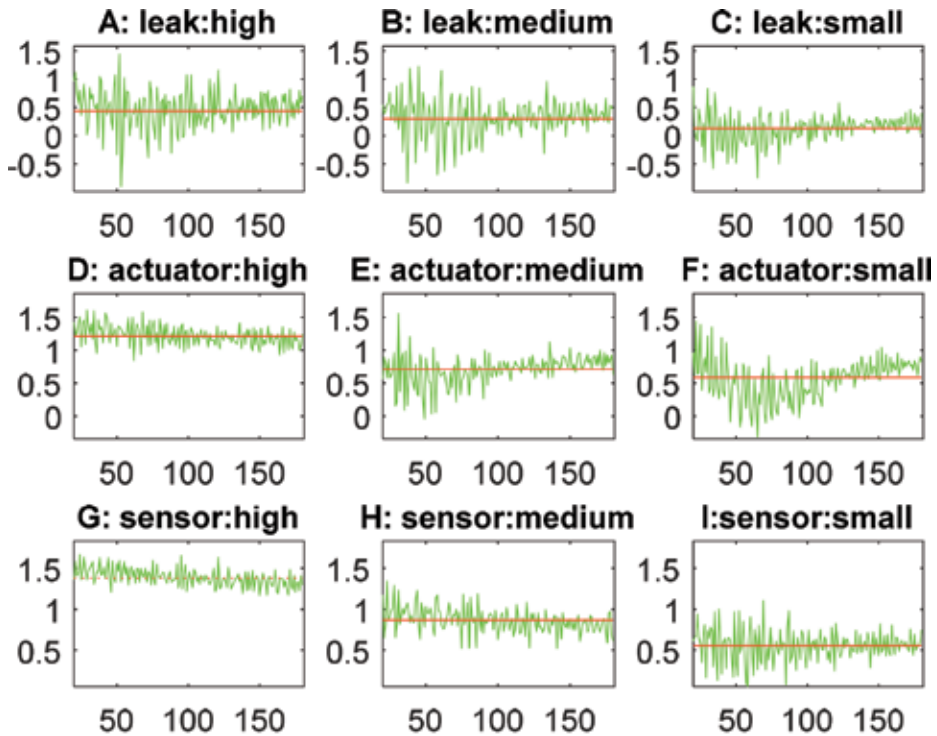 A: leak:high
B: leak:medium
C: leak:small
1.5
1
0.5
0
-0.5
50 100 150
1.5
1
0.5
0
-0.5
50 100 150
1.5
1
0.5
0
-0.5
50 100 150
D: actuator:high
E: actuator:medium
F: actuator:small
1.5
1
0.5
0
50 100 150
1.5
1
0.5
0
50 100 150
1.5
1
0.5
0
50 100 150
G: sensor:high
H: sensor:medium
I:sensor:small
1.5
1
0.5
50 100 150
1.5
1
0.5
50 100 150
1.5
1
0.5
50 100 150